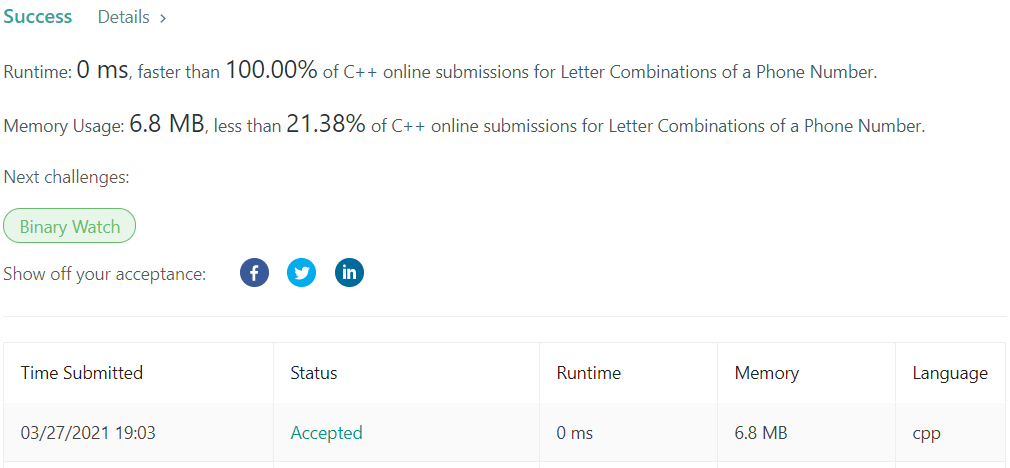 Success Details >
Runtime: 0 ms, faster than 100.00% of C++ online submissions for Letter Combinations of a Phone Number.
Memory Usage: 6.8 MB, less than 21.38% of C++ online submissions for Letter Combinations of a Phone Number.
Next challenges:
Binary Watch
Show off your acceptance: f in
Time Submitted Status Runtime Memory Language
03/27/2021 19:03 Accepted 0 ms 6.8 MB cpp